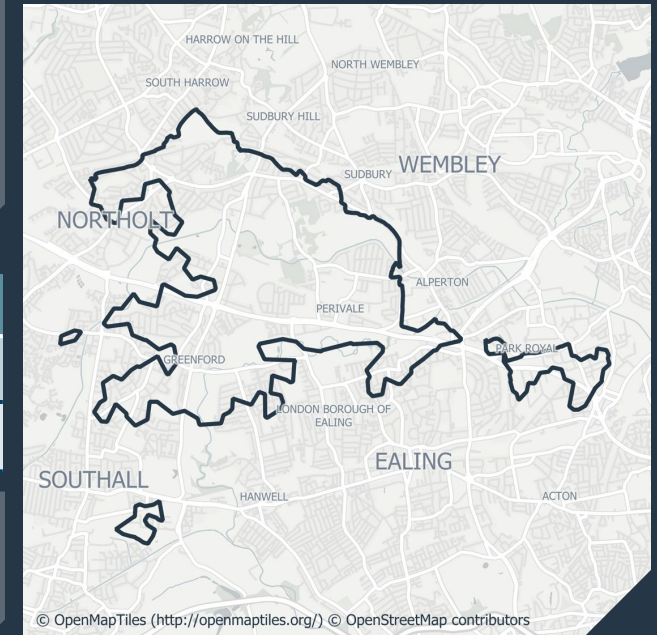 HARROW ON THE HILL
NORTH WEMBLEY
SOUTH HARROW
SUDBURY HILL
WEMBLEY
SUDBURY
NORTHOLT
ALPERTON
PERIVALE
PARK ROYAL
GREENFORD
LONDON BOROUGH OF
EALING
EALING
SOUTHALL
HANWELL
ACTON
© OpenMapTiles (http://openmaptiles.org/) © OpenStreetMap contributors